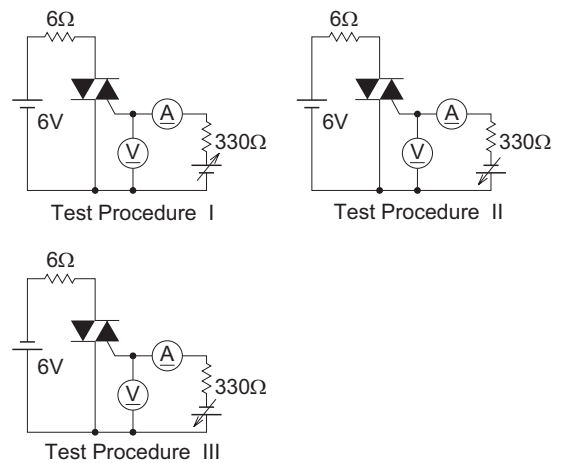 6Ω
6V
A
V
330Ω
Test Procedure I
6Ω
6V
A
V
330Ω
Test Procedure II
6Ω
6V
A
V
330Ω
Test Procedure III